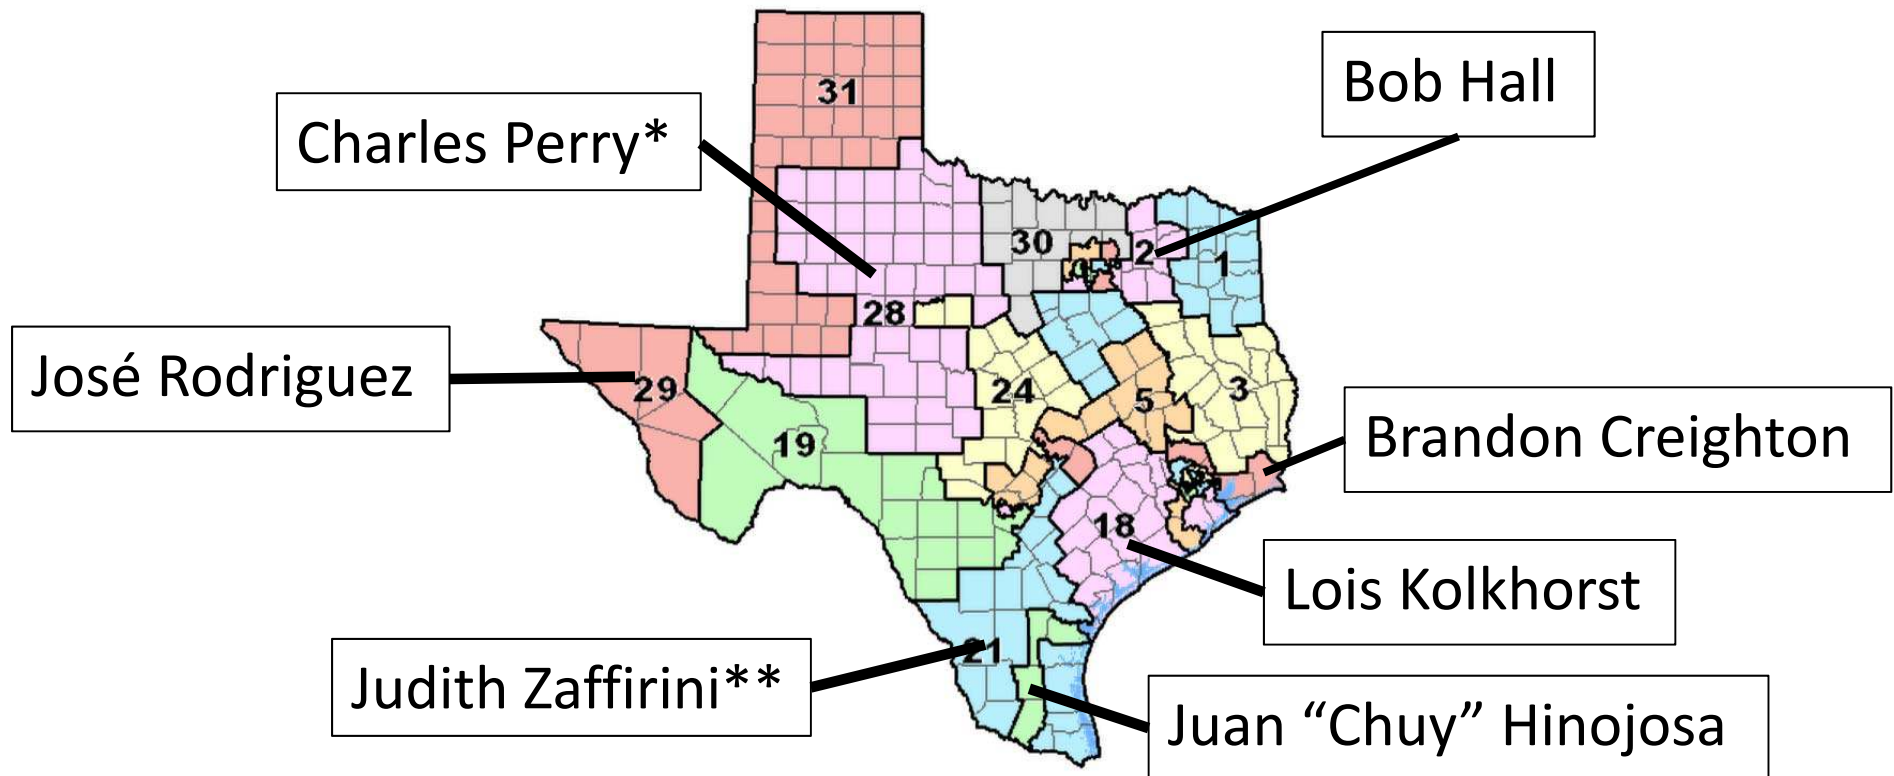 Bob Hall
31
Charles Perry*
30
2
1
28
José Rodriguez
29
24
5
3
19
Brandon Creighton
18
Lois Kolkhorst
21
Judith Zaffirini**
Juan “Chuy” Hinojosa